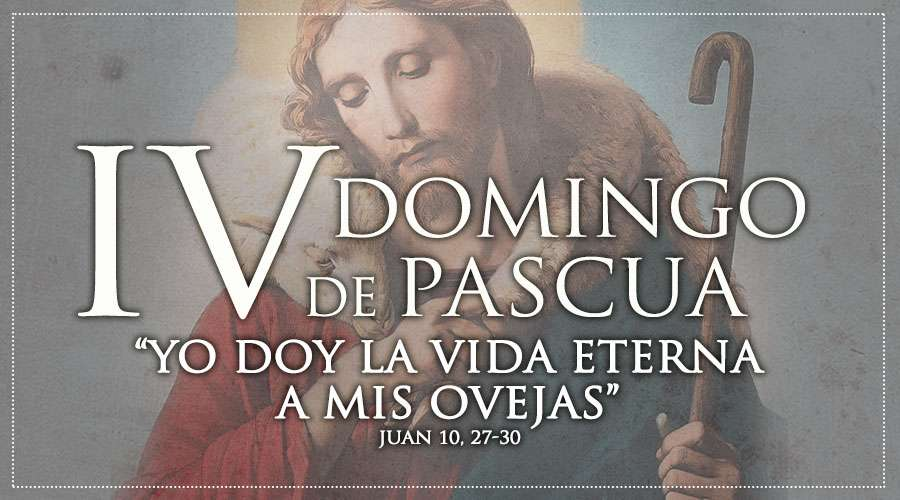 IV DOMINGO
DE PASCUA
“YO DOY LA VIDA ETERNA
A MIS OVEJAS”
JUAN 10, 27-30